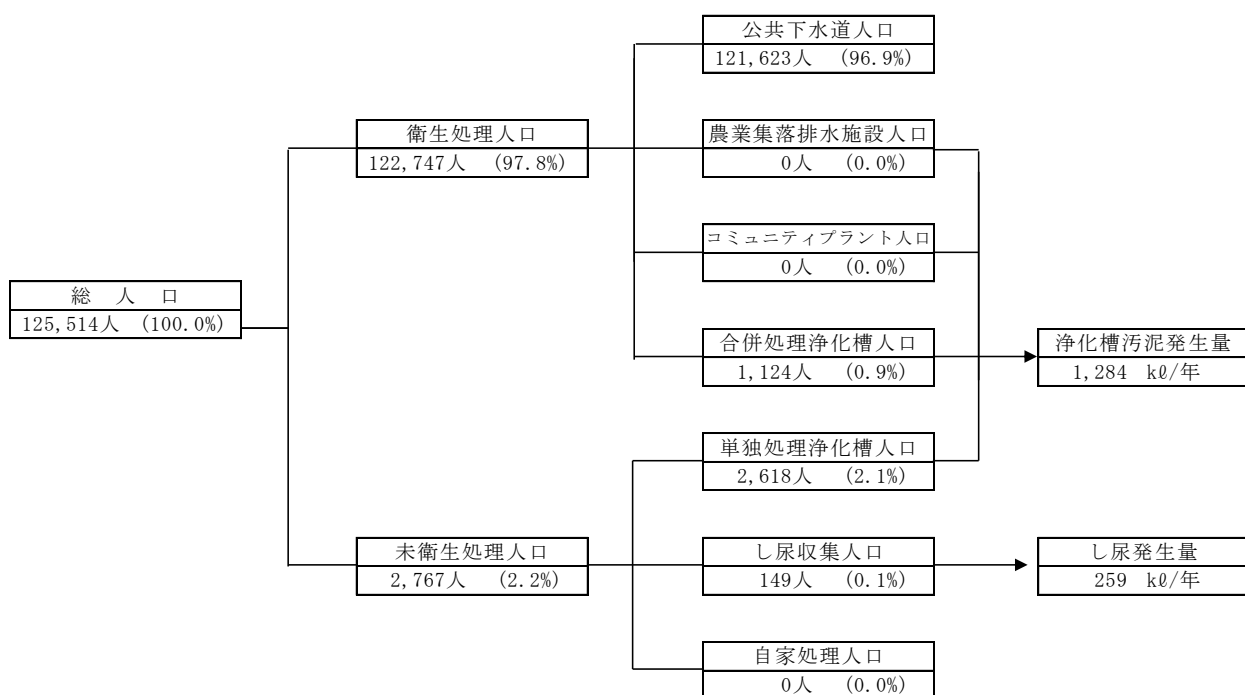 公共下水道人口
121,623人 (96.9%)
衛生処理人口
122,747人 (97.8%)
農業集落排水施設人口
0人 (0.0%)
コミュニティプラント人口
0人 (0.0%)
総 人 口
125,514人 (100.0%)
合併処理浄化槽人口
1,124人 (0.9%)
浄化槽汚泥発生量
1,284 kℓ/年
単独処理浄化槽人口
2,618人 (2.1%)
未衛生処理人口
2,767人 (2.2%)
し尿収集人口
149人 (0.1%)
し尿発生量
259 kℓ/年
自家処理人口
0人 (0.0%)